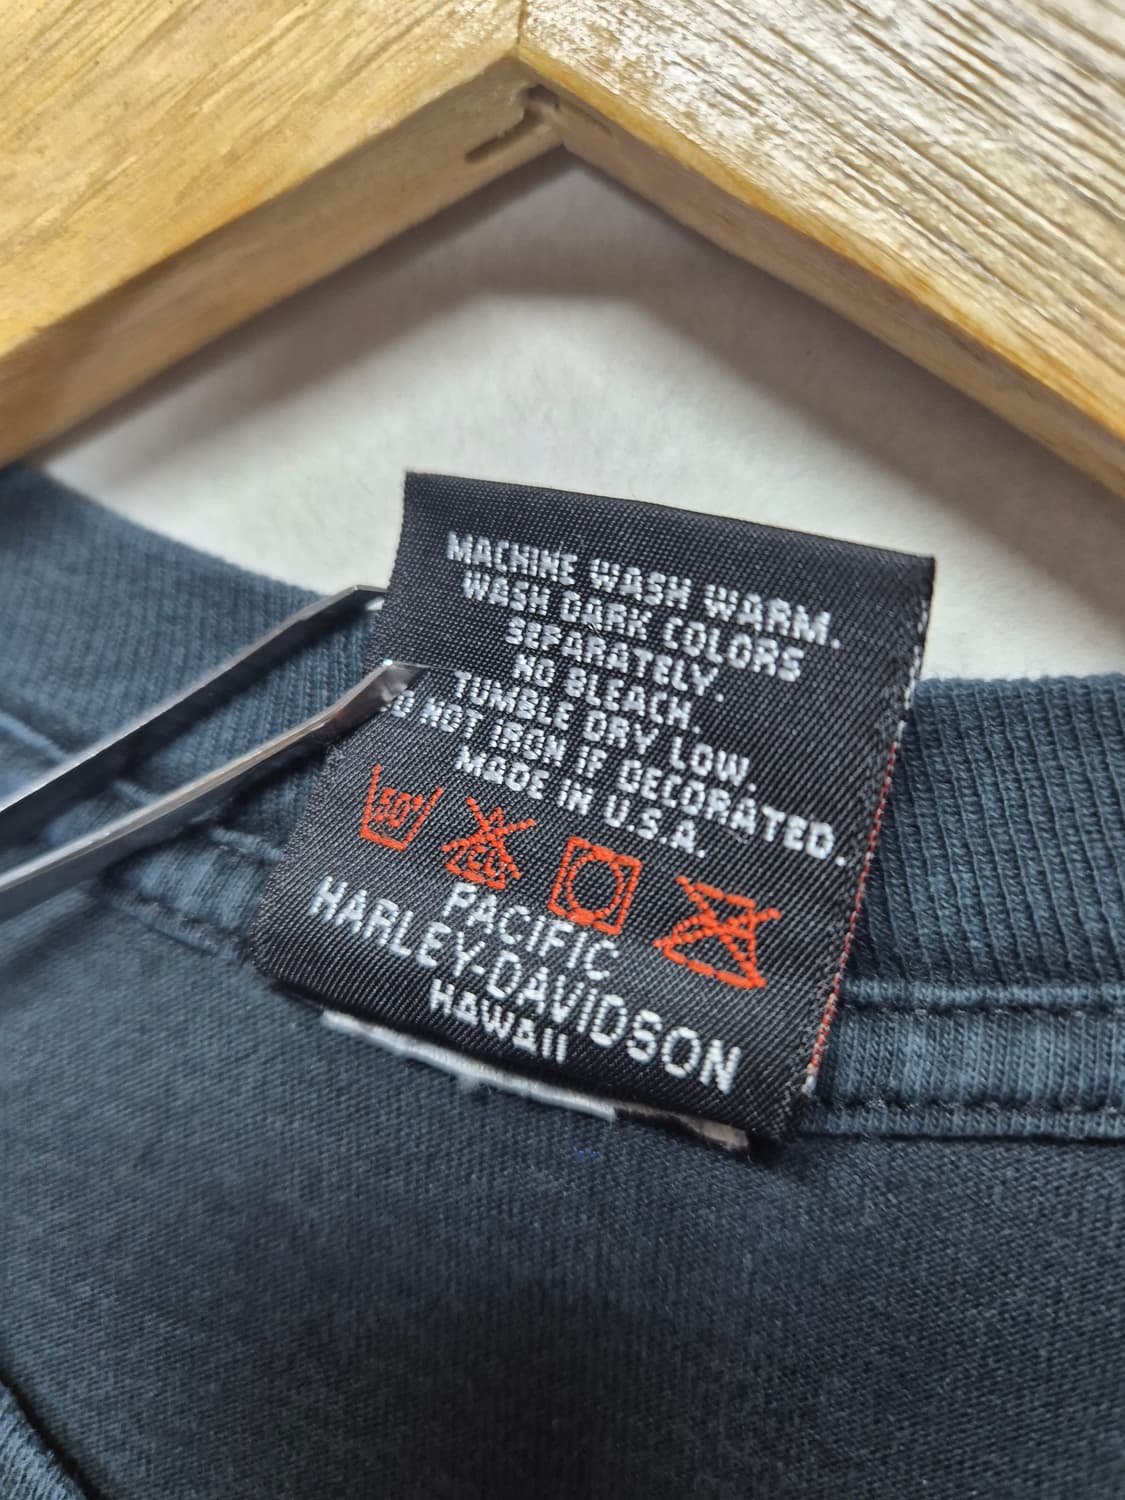 MACHINE WASH WARM.
WASH DARK COLORS
SEPARATELY.
NO BLEACH.
TUMBLE DRY LOW.
DO NOT IRON IF DECORATED.
MADE IN U.S.A.
50°
CL
PACIFIC
HARLEY-DAVIDSON
HAWAII